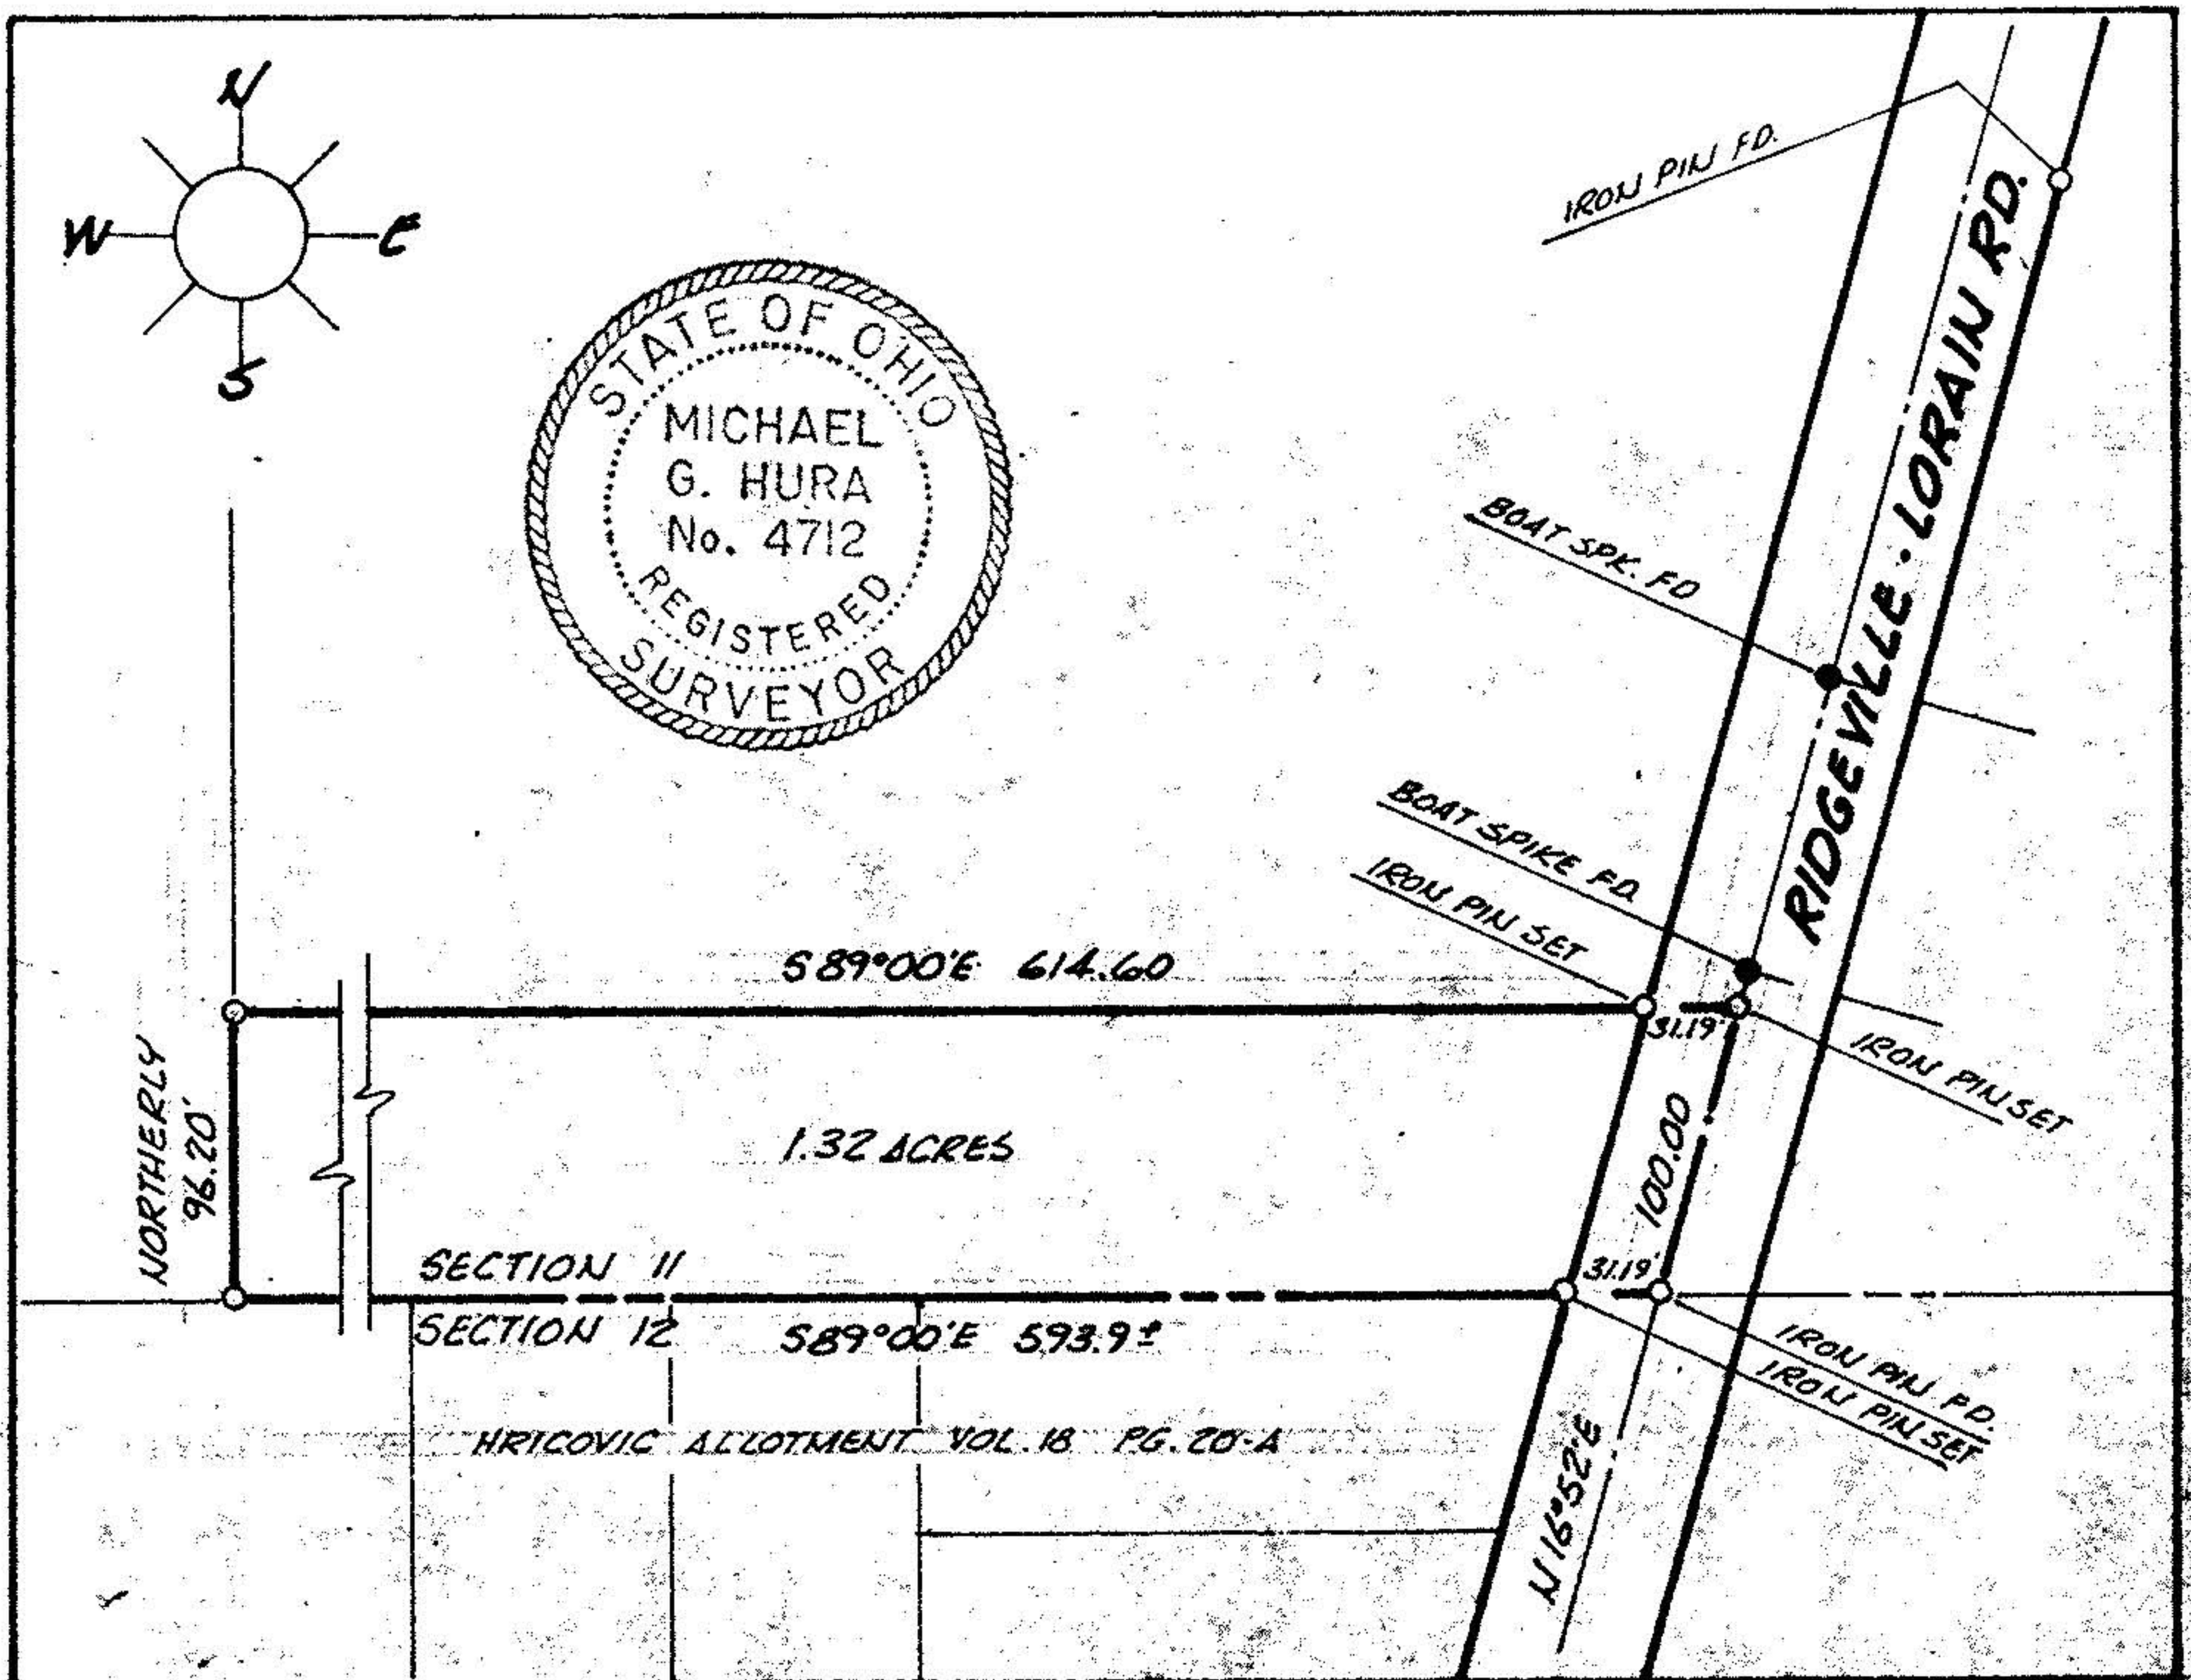 N
W
E
S
STATE OF OHIO
MICHAEL
G. HURA
No. 4712
REGISTERED
SURVEYOR
IRON PIN FD.
RIDGEVILLE · LORAIN RD.
BOAT SPK. FD
BOAT SPIKE FD.
IRON PIN SET
S89°00'E 614.60
31.19'
IRON PIN SET
NORTHERLY
96.20'
1.32 ACRES
100.00
SECTION 11
31.19'
SECTION 12
S89°00'E 593.9±
IRON PIN FD.
IRON PIN SET
HRICOVIC ALLOTMENT VOL. 18 PG. 20-A
N16°52'E